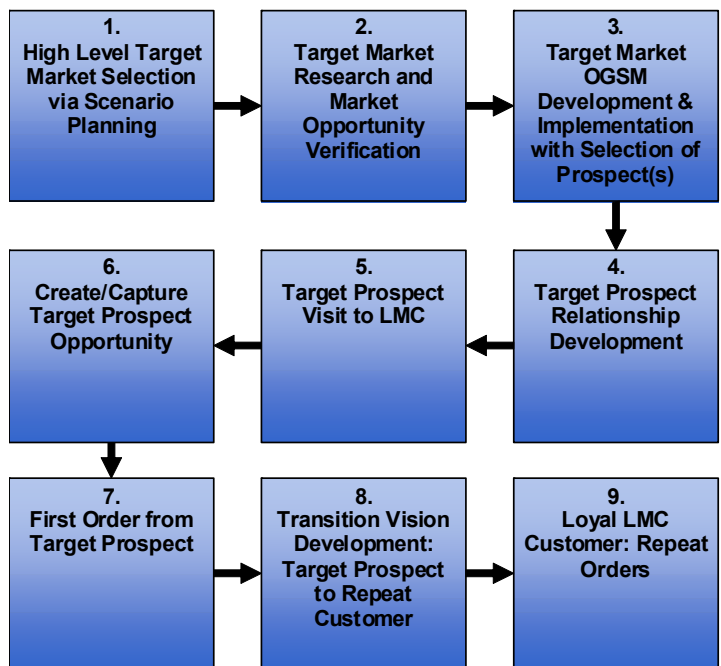 1.
High Level Target
Market Selection
via Scenario
Planning
2.
Target Market
Research and
Market
Opportunity
Verification
3.
Target Market
OGSM
Development &
Implementation
with Selection of
Prospect(s)
4.
Target Prospect
Relationship
Development
5.
Target Prospect
Visit to LMC
6.
Create/Capture
Target Prospect
Opportunity
7.
First Order from
Target Prospect
8.
Transition Vision
Development:
Target Prospect
to Repeat
Customer
9.
Loyal LMC
Customer: Repeat
Orders